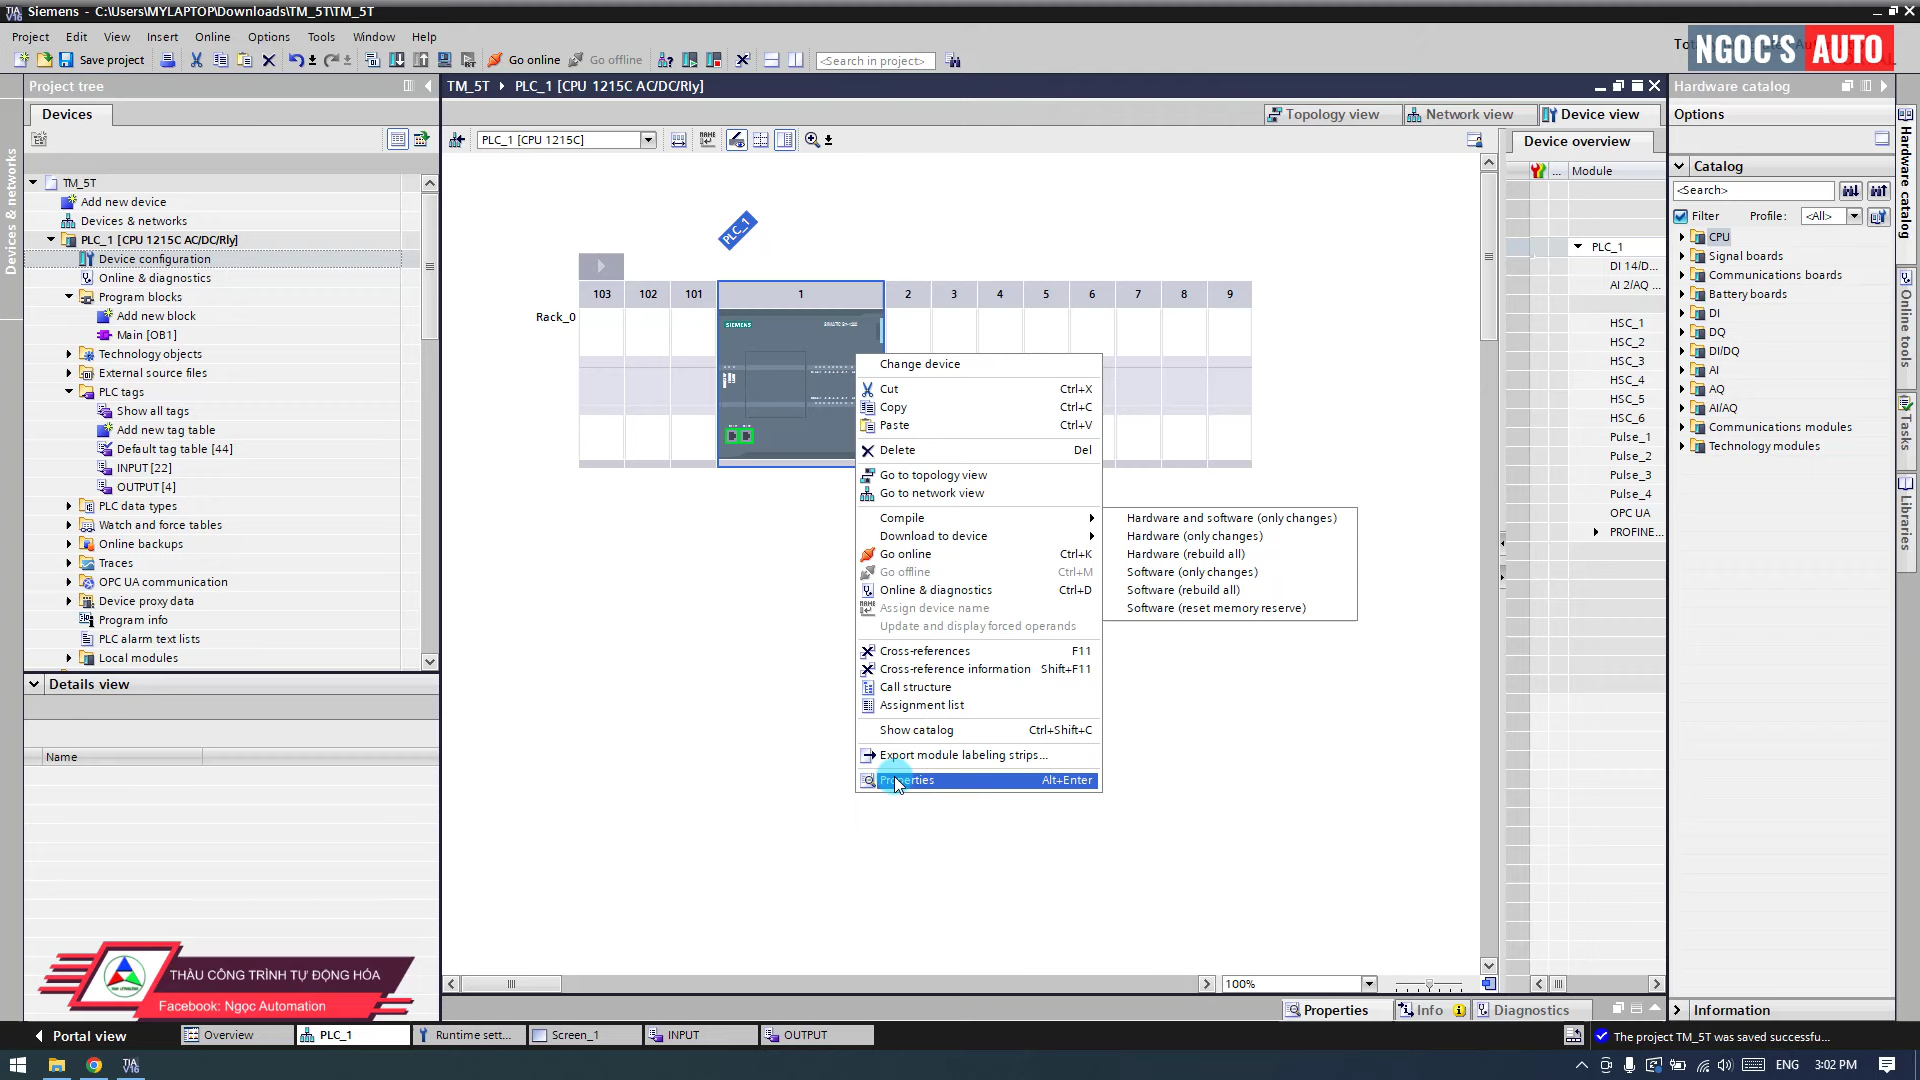 Siemens - C:\Users\MYLAPTOP\Downloads\TM_5T\TM_5T
Project Edit View Insert Online Options Tools Window Help
NGOC'S AUTO
Save project
Go online
Go offline
<Search in project>
Project tree
TM_5T
PLC_1 [CPU 1215C AC/DC/Rly]
Hardware catalog
Devices
Topology view
Network view
Device view
Options
PLC_1 [CPU 1215C]
Device overview
... Module
Catalog
<Search>
Filter
Profile:
<All>
TM_5T
Add new device
Devices & networks
PLC_1 [CPU 1215C AC/DC/Rly]
Device configuration
Online & diagnostics
Program blocks
Add new block
Main [OB1]
Technology objects
External source files
PLC tags
Show all tags
Add new tag table
Default tag table [44]
INPUT [22]
OUTPUT [4]
PLC data types
Watch and force tables
Online backups
Traces
OPC UA communication
Device proxy data
Program info
PLC alarm text lists
Local modules
Details view
Name
PLC_1
103 102 101 1 2 3 4 5 6 7 8 9
Rack_0
SIEMENS
Change device
Cut Ctrl+X
Copy Ctrl+C
Paste Ctrl+V
Delete Del
Go to topology view
Go to network view
Compile
Download to device
Go online Ctrl+K
Go offline Ctrl+M
Online & diagnostics Ctrl+D
Assign device name
Update and display forced operands
Cross-references F11
Cross-reference information Shift+F11
Call structure
Assignment list
Show catalog Ctrl+Shift+C
Export module labeling strips...
Properties Alt+Enter
Hardware and software (only changes)
Hardware (only changes)
Hardware (rebuild all)
Software (only changes)
Software (rebuild all)
Software (reset memory reserve)
PLC_1
DI 14/D...
AI 2/AQ ...
HSC_1
HSC_2
HSC_3
HSC_4
HSC_5
HSC_6
Pulse_1
Pulse_2
Pulse_3
Pulse_4
OPC UA
PROFINE...
CPU
Signal boards
Communications boards
Battery boards
DI
DQ
DI/DQ
AI
AQ
AI/AQ
Communications modules
Technology modules
Devices & networks
Hardware catalog
Online tools
Tasks
Libraries
THẦU CÔNG TRÌNH TỰ ĐỘNG HÓA
Facebook: Ngọc Automation
100%
Properties
Info
Diagnostics
Information
Portal view
Overview
PLC_1
Runtime sett...
Screen_1
INPUT
OUTPUT
The project TM_5T was saved successfu...
ENG
3:02 PM